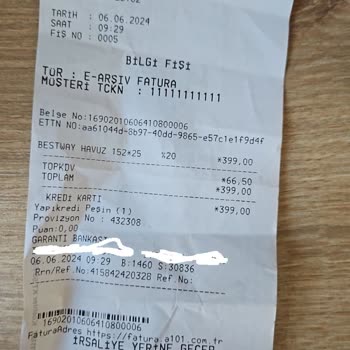 TARİH : 06.06.2024
SAAT : 09:29
FİŞ NO : 0005
BİLGİ FİŞİ
TÜR : E-ARŞİV FATURA
MÜŞTERİ TCKN : 11111111111
Belge No:1690201060641080006
ETTN NO:aa61044d-8b97-40dd-9865-e57c1e1f9d4f
BESTWAY HAVUZ 152*25 %20 *399,00
TOPKDV *66,50
TOPLAM *399,00
KREDİ KARTI *399,00
Yapikredi Peşin (1)
Provizyon No : 432308
Puan:0,00
GARANTİ BANKASI
06.06.2024 09:29 B:1460 S:30836
Rrn/Ref.No:415842420328 Ref.No:
FaturaAdres https://fatura.a101.com.tr
İRSALİYE YERİNE GEÇER